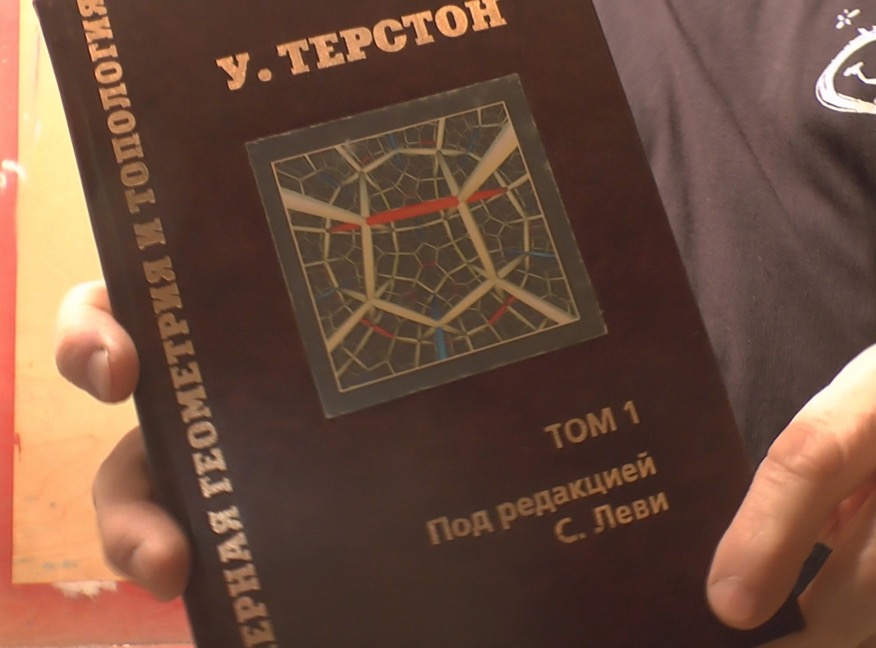 У. ТЕРСТОН
ЕРНАЯ ГЕОМЕТРИЯ И ТОПОЛОГИЯ
ТОМ 1
Под редакцией
С. Леви